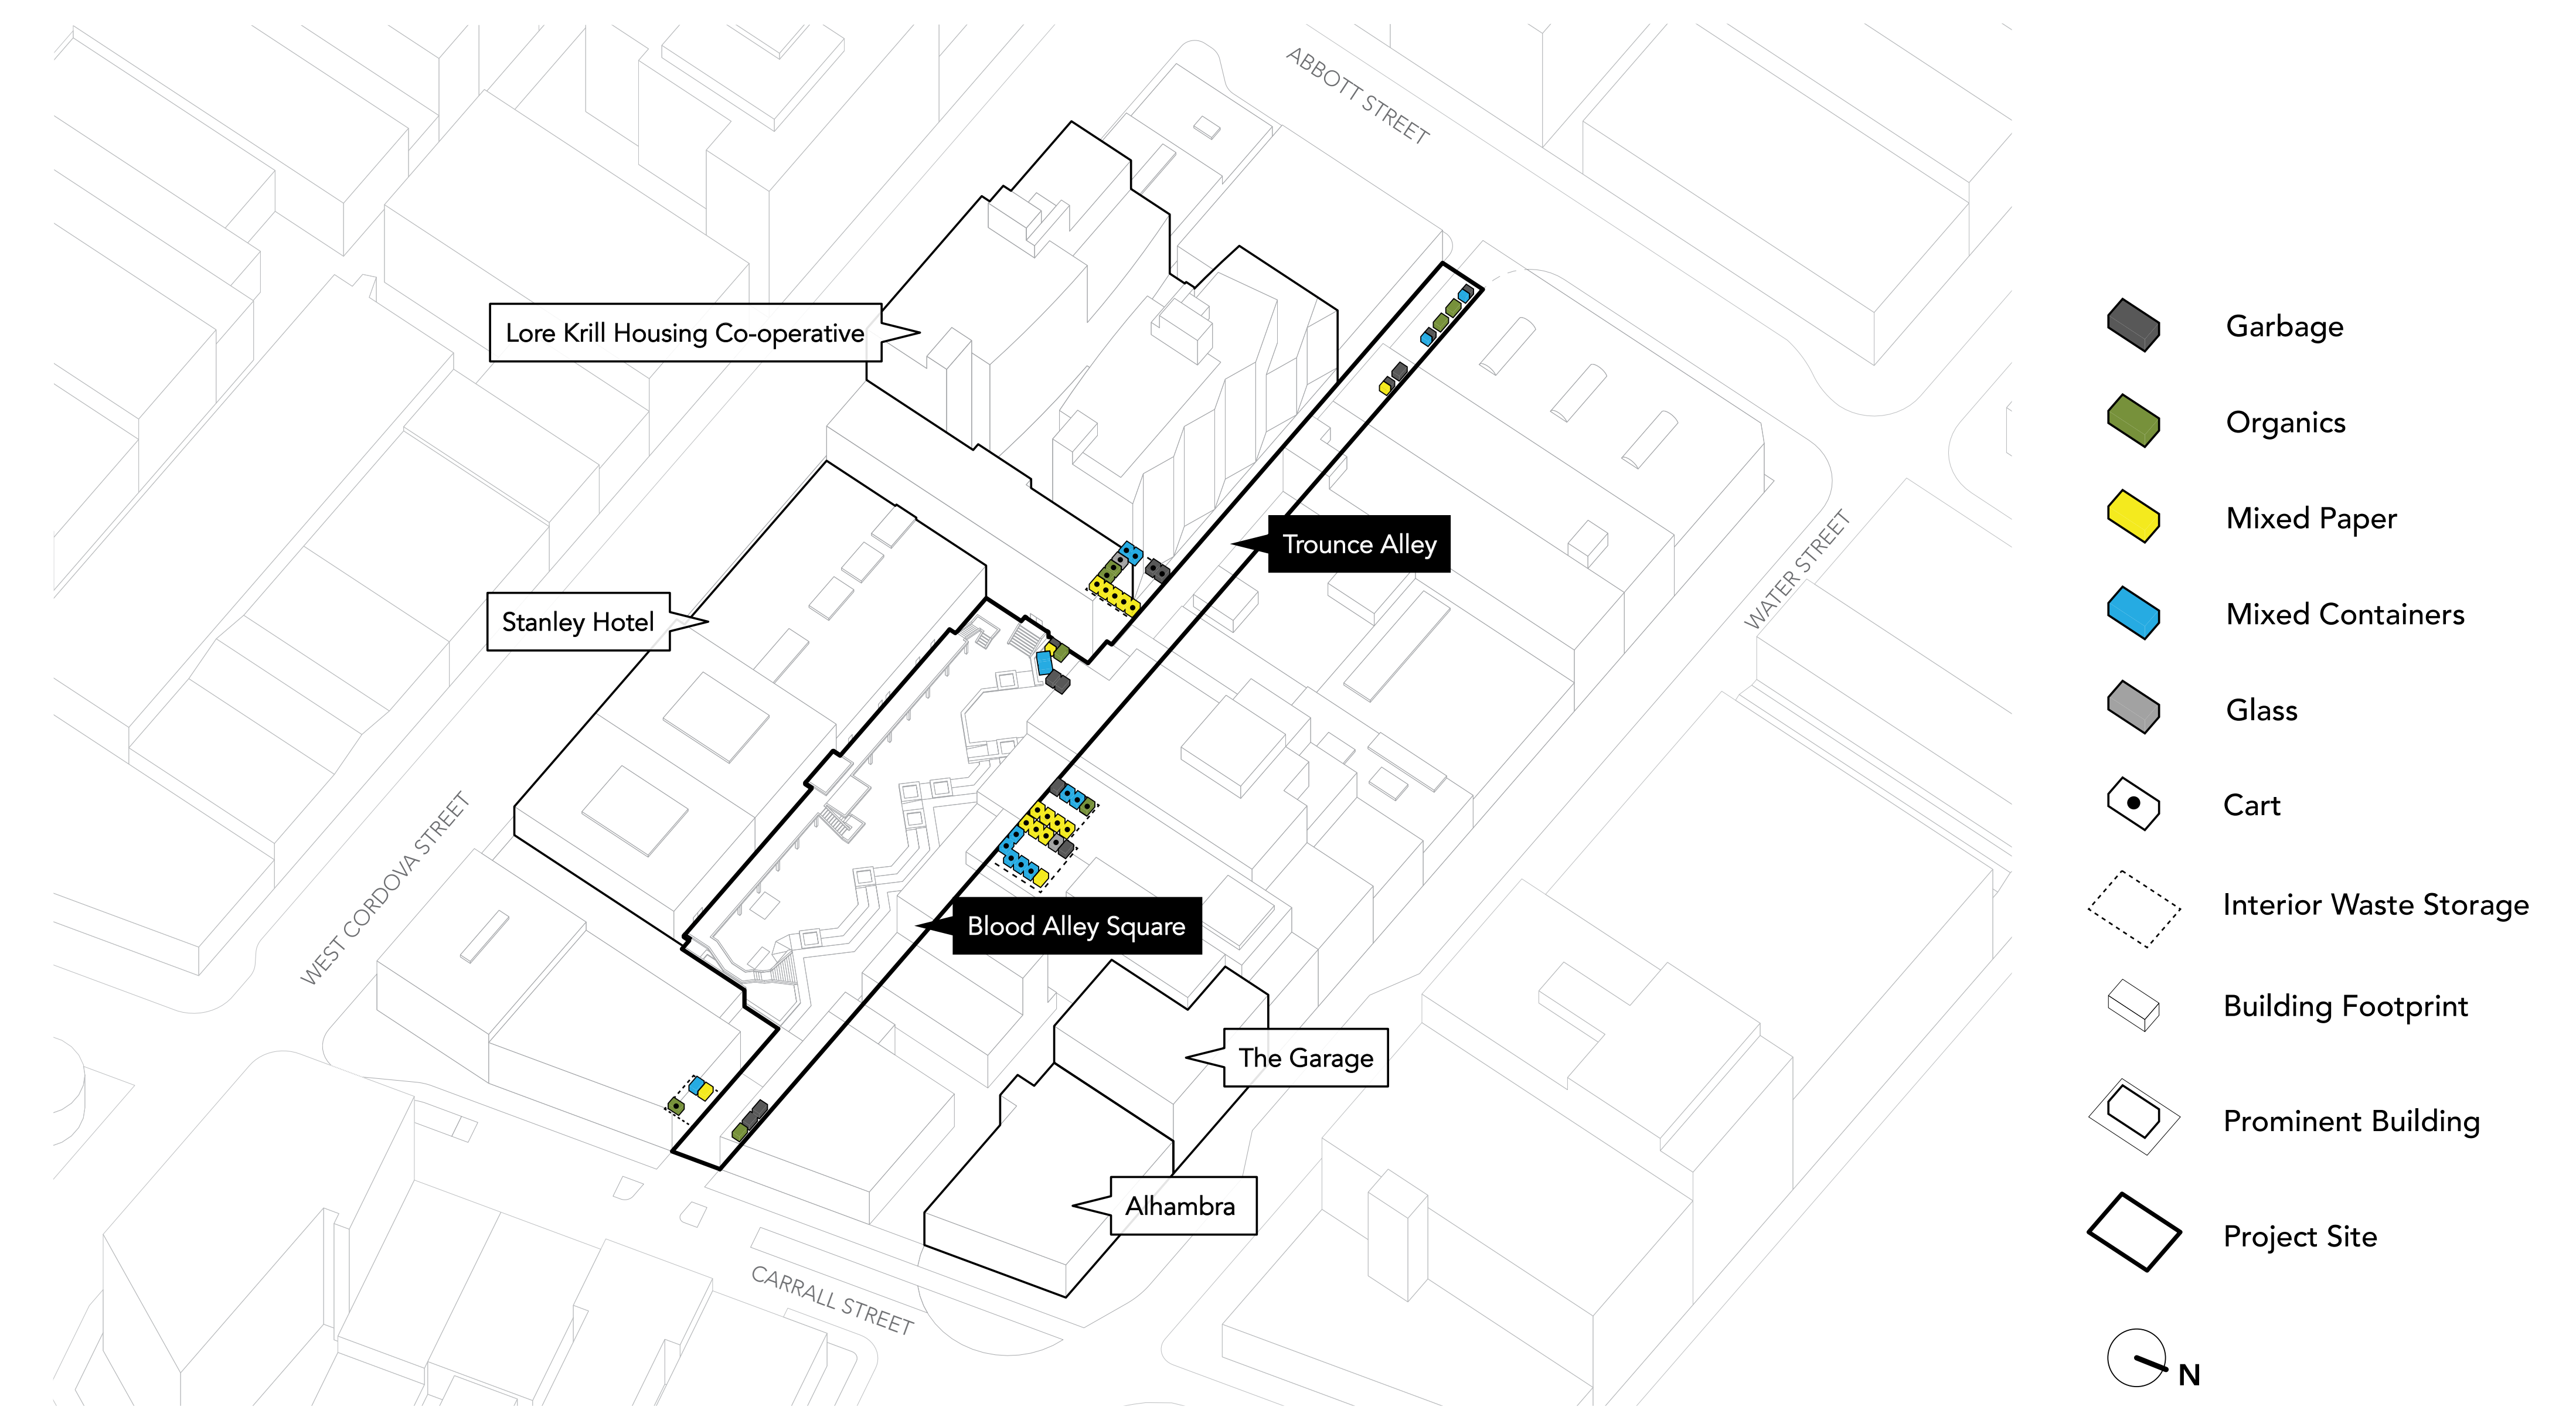 ABBOTT STREET
Lore Krill Housing Co-operative
Trounce Alley
WATER STREET
Stanley Hotel
WEST CORDOVA STREET
Blood Alley Square
The Garage
Alhambra
CARRALL STREET
Garbage
Organics
Mixed Paper
Mixed Containers
Glass
Cart
Interior Waste Storage
Building Footprint
Prominent Building
Project Site
N